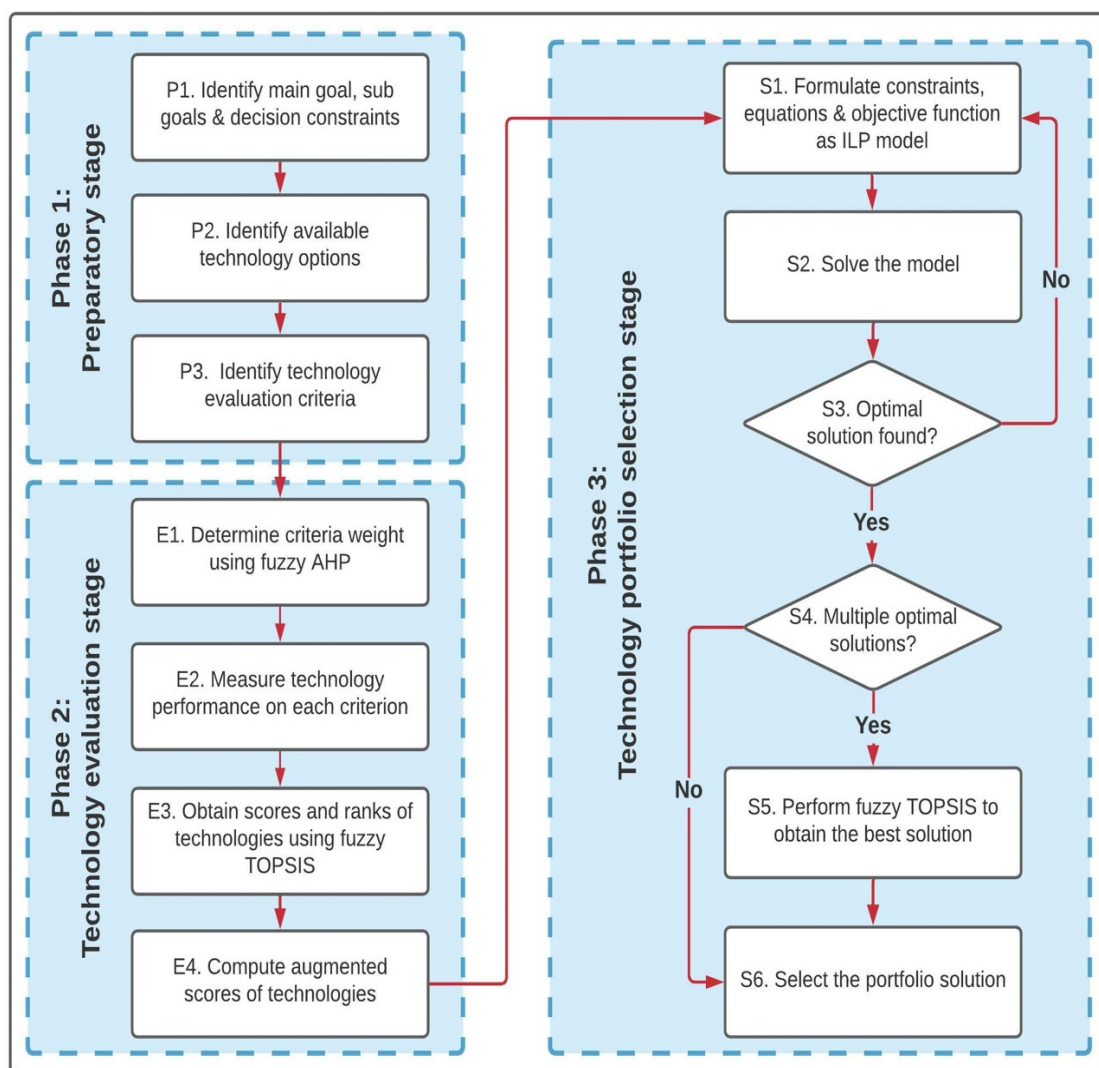 Phase 1:
Preparatory stage
P1. Identify main goal, sub
goals & decision constraints
P2. Identify available
technology options
P3. Identify technology
evaluation criteria
Phase 2:
Technology evaluation stage
E1. Determine criteria weight
using fuzzy AHP
E2. Measure technology
performance on each criterion
E3. Obtain scores and ranks of
technologies using fuzzy
TOPSIS
E4. Compute augmented
scores of technologies
Phase 3:
Technology portfolio selection stage
S1. Formulate constraints,
equations & objective function
as ILP model
S2. Solve the model
No
S3. Optimal
solution found?
Yes
S4. Multiple optimal
solutions?
Yes
No
S5. Perform fuzzy TOPSIS to
obtain the best solution
S6. Select the portfolio solution